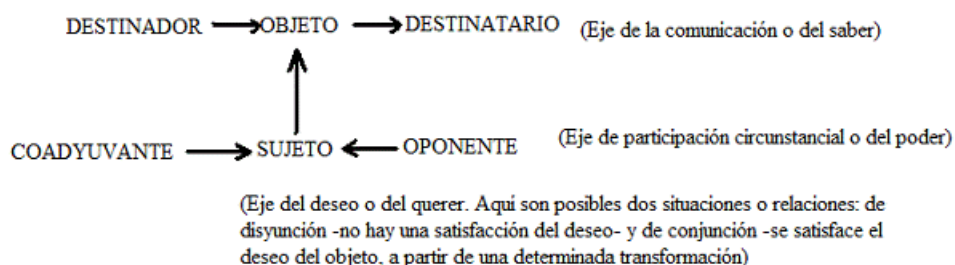 DESTINADOR OBJETO DESTINATARIO (Eje de la comunicación o del saber)
COADYUVANTE SUJETO OPONENTE (Eje de participación circunstancial o del poder)
(Eje del deseo o del querer. Aquí son posibles dos situaciones o relaciones: de
disyunción -no hay una satisfacción del deseo- y de conjunción -se satisface el
deseo del objeto, a partir de una determinada transformación)